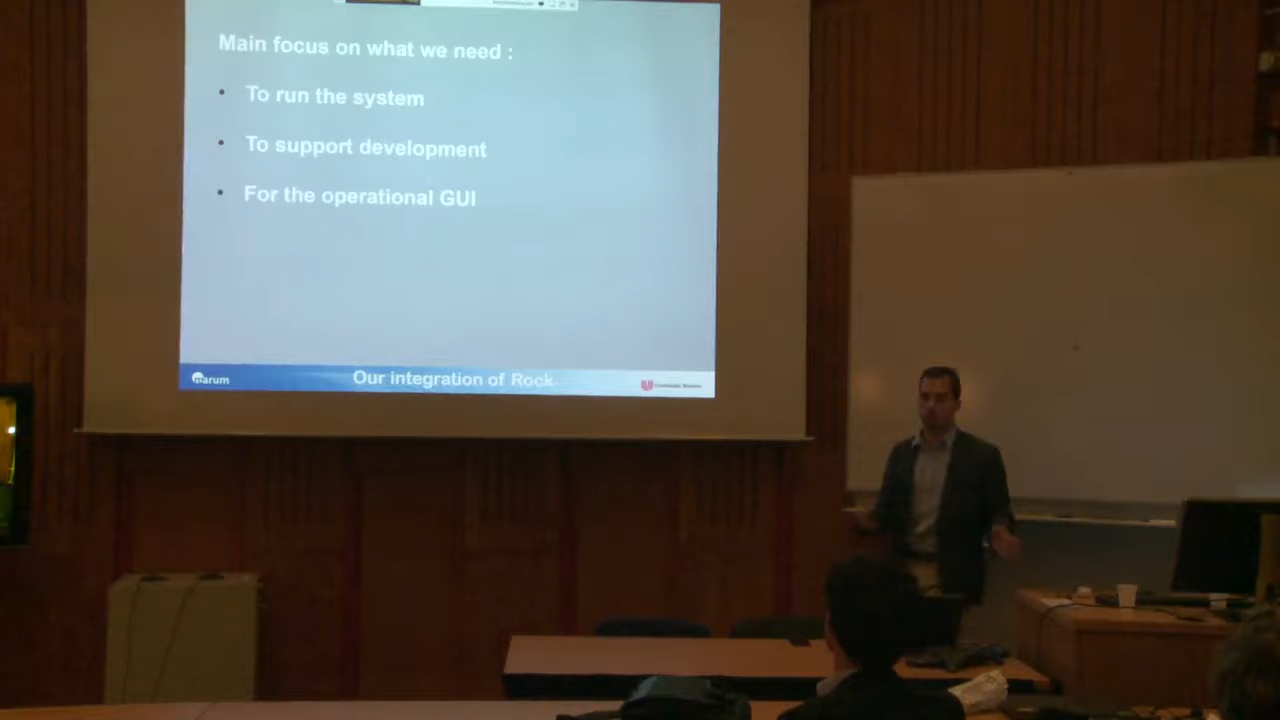 Main focus on what we need :
• To run the system
• To support development
• For the operational GUI
marum
Our integration of Rock